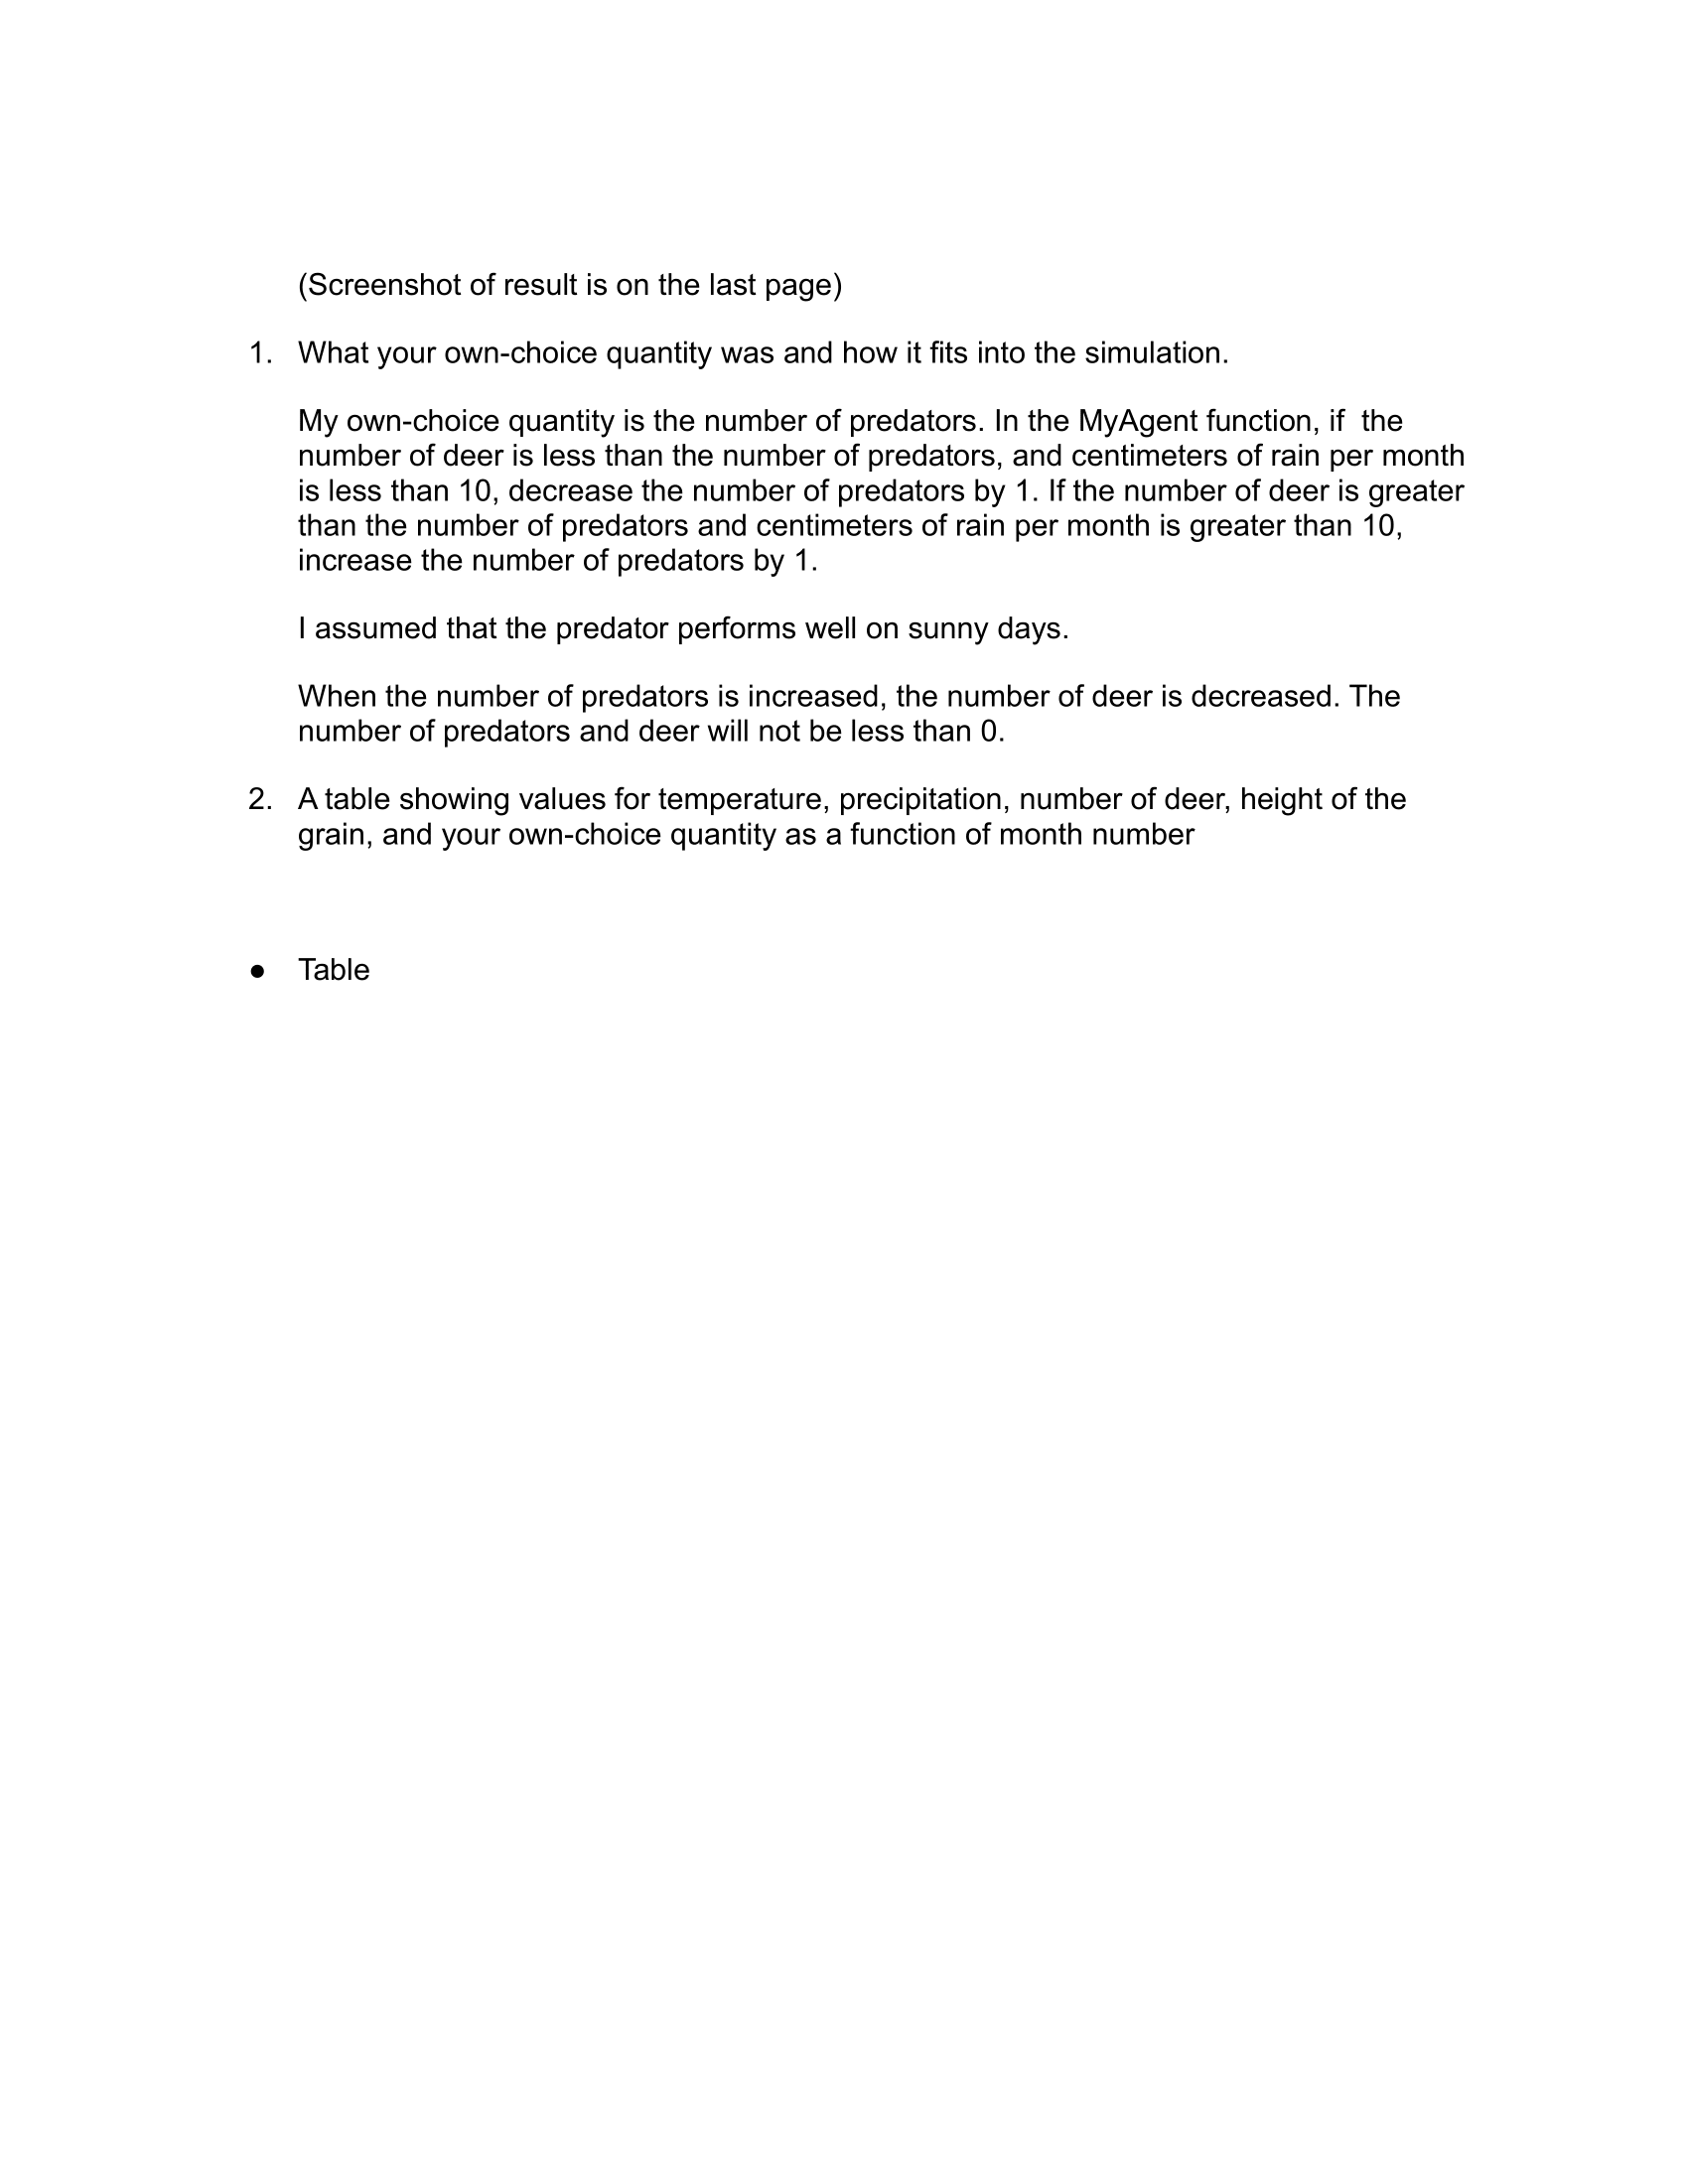 (Screenshot of result is on the last page)
1. What your own-choice quantity was and how it fits into the simulation.
My own-choice quantity is the number of predators. In the MyAgent function, if  the
number of deer is less than the number of predators, and centimeters of rain per month
is less than 10, decrease the number of predators by 1. If the number of deer is greater
than the number of predators and centimeters of rain per month is greater than 10,
increase the number of predators by 1.
I assumed that the predator performs well on sunny days.
When the number of predators is increased, the number of deer is decreased. The
number of predators and deer will not be less than 0.
2. A table showing values for temperature, precipitation, number of deer, height of the
grain, and your own-choice quantity as a function of month number
● Table